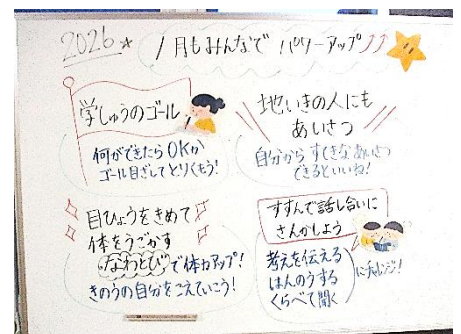 2026★ 1月もみんなで パワーアップ⤴⤴
学しゅうのゴール
何ができたらOKか
ゴール目ざしてとりくもう!
地いきの人にも
あいさつ
自分から すてきなあいさつ
できるといいね!
目ひょうをきめて
体をうごかす
なわとびで体力アップ!
きのうの自分をこえていこう!
すすんで話し合いに
さんかしよう
考えを伝える
はんのうする
くらべて聞く
にチャレンジ!